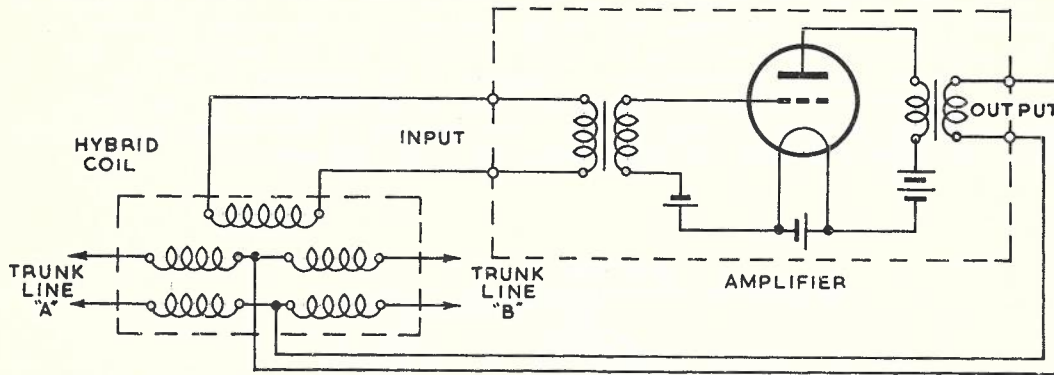 HYBRID
COIL
INPUT
OUTPUT
TRUNK
LINE
"A"
TRUNK
LINE
"B"
AMPLIFIER